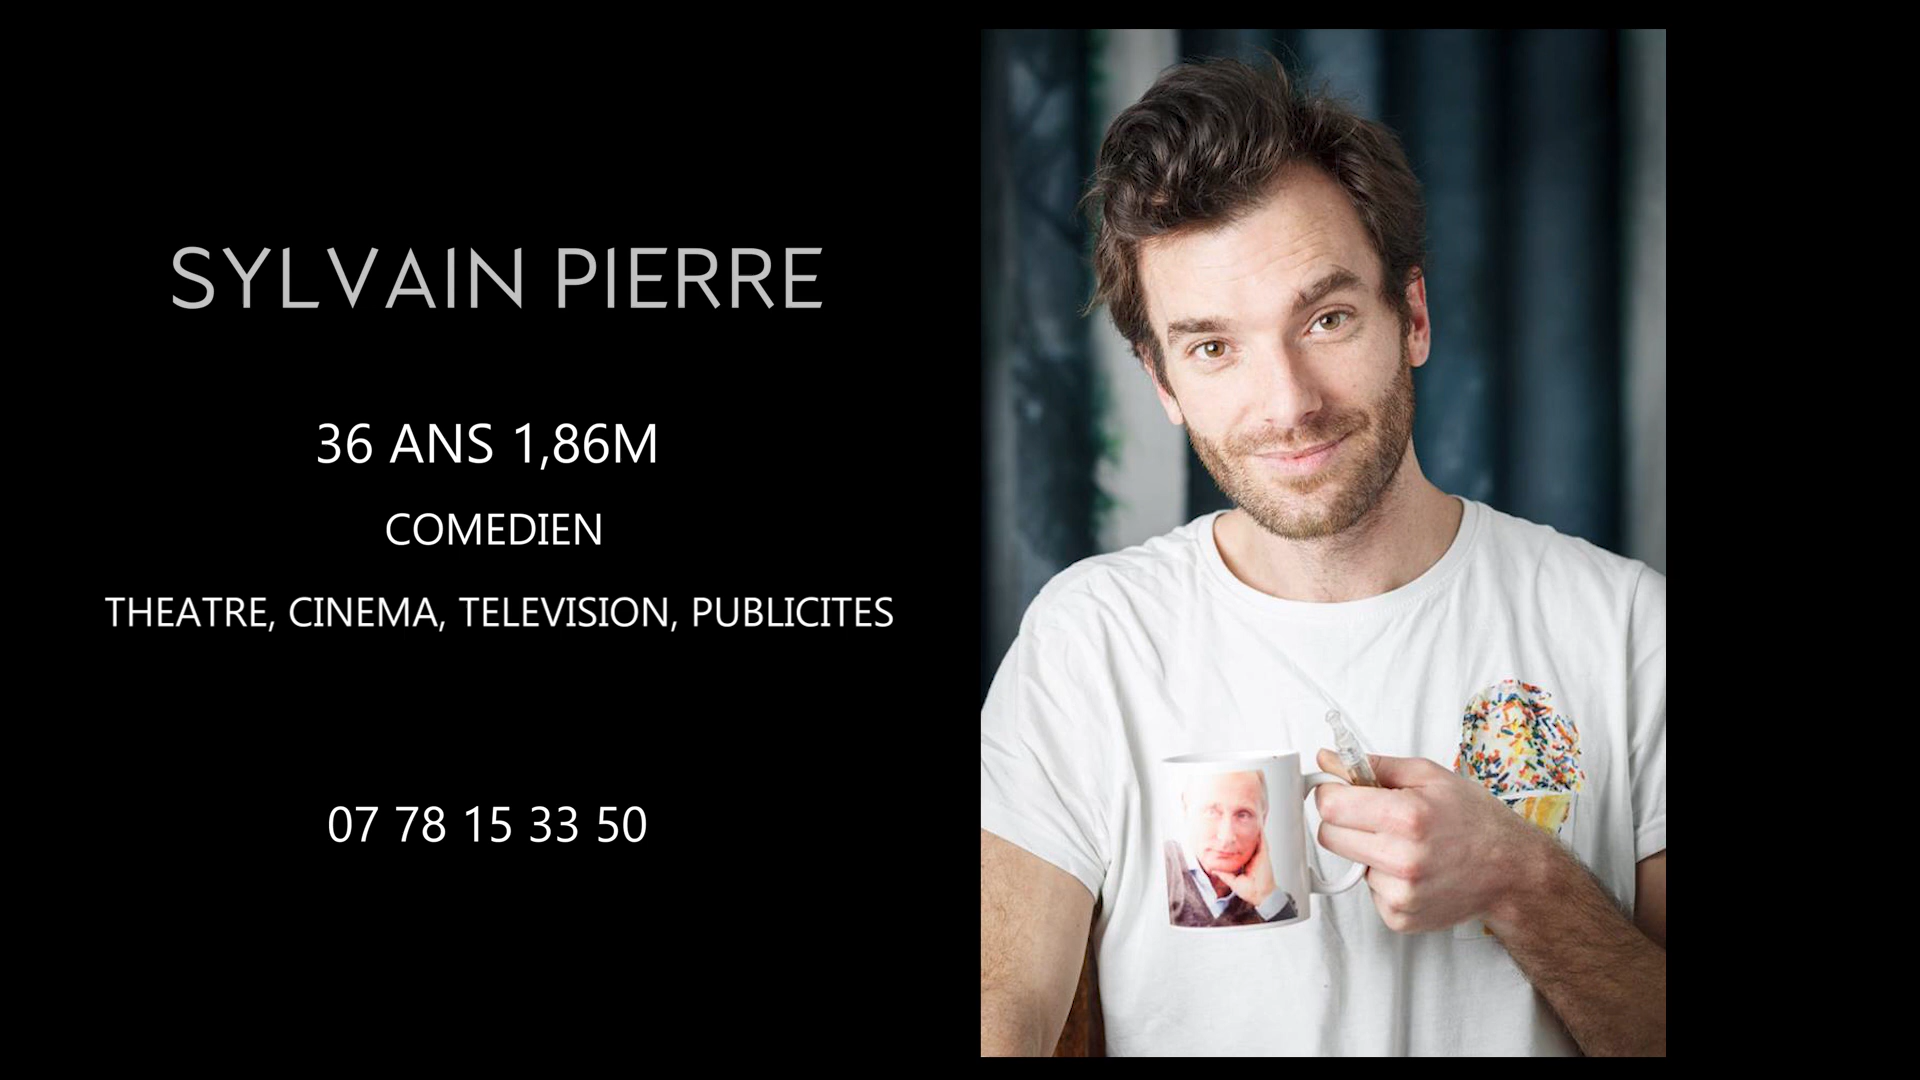 SYLVAIN PIERRE
36 ANS 1,86M
COMEDIEN
THEATRE, CINEMA, TELEVISION, PUBLICITES
07 78 15 33 50